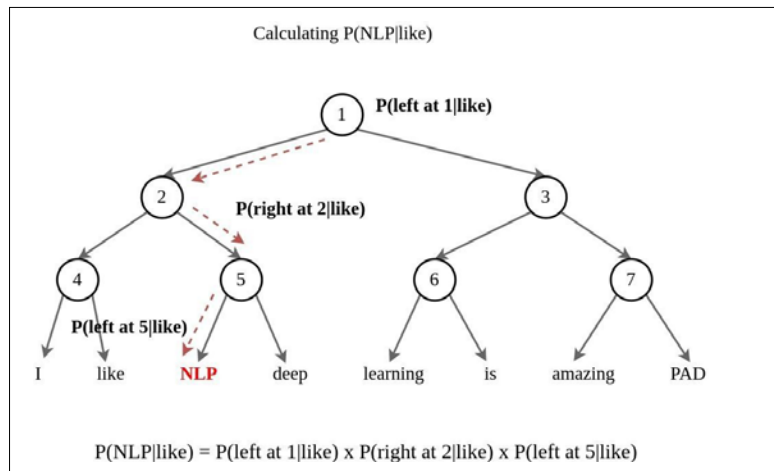 Calculating P(NLP|like)
1
P(left at 1|like)
2
3
P(right at 2|like)
4
5
6
7
P(left at 5|like)
I like NLP deep learning is amazing PAD
P(NLP|like) = P(left at 1|like) x P(right at 2|like) x P(left at 5|like)